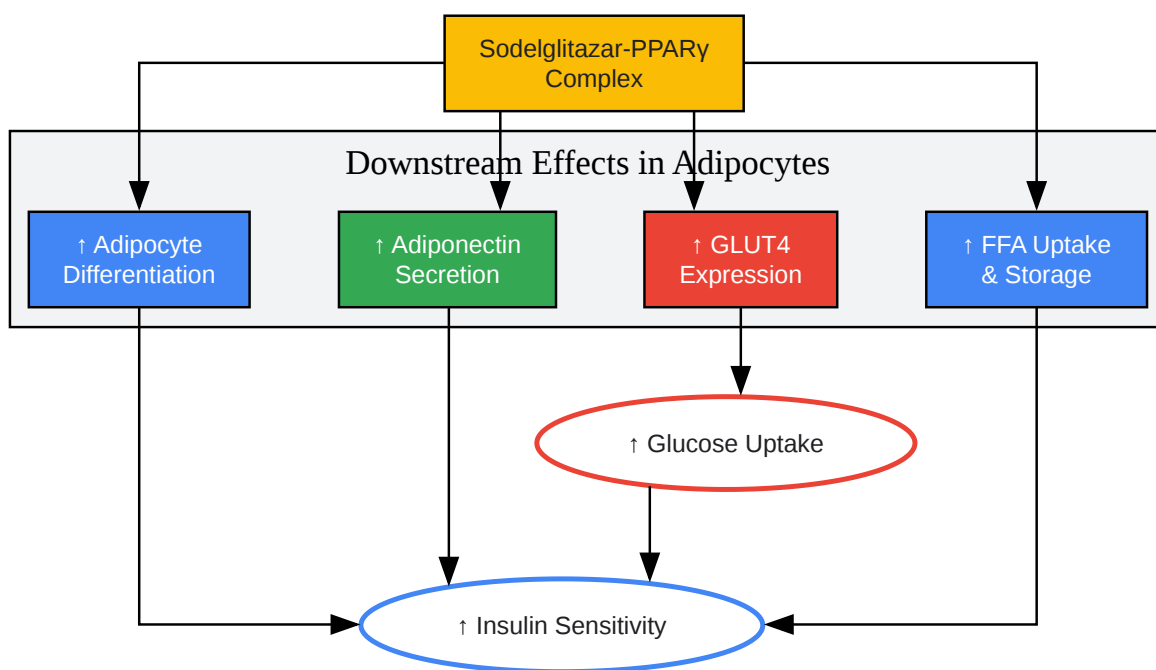 Sodelglitazar-PPARγ
Complex
Downstream Effects in Adipocytes
↑ Adipocyte
Differentiation
↑ Adiponectin
Secretion
↑ GLUT4
Expression
↑ FFA Uptake
& Storage
↑ Glucose Uptake
↑ Insulin Sensitivity